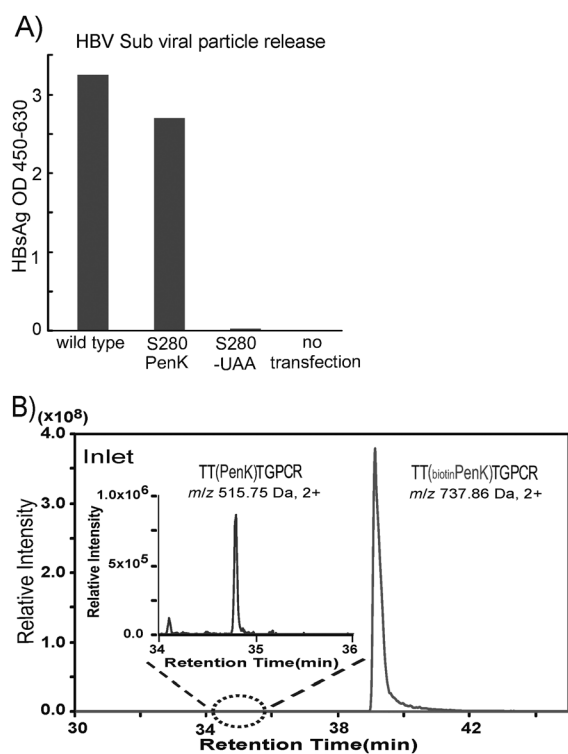 A)
HBV Sub viral particle release
HBsAg OD 450-630
3
2
1
0
wild type
S280 PenK
S280 -UAA
no transfection
B)
(x10⁸)
4.0
3.0
2.0
1.0
0.0
Relative Intensity
Inlet
TT(PenK)TGPCR
m/z 515.75 Da, 2+
1.0x10⁶
5x10⁵
0.0
Relative Intensity
34
35
36
Retention Time(min)
TT(biotinPenK)TGPCR
m/z 737.86 Da, 2+
30
34
38
42
Retention Time(min)